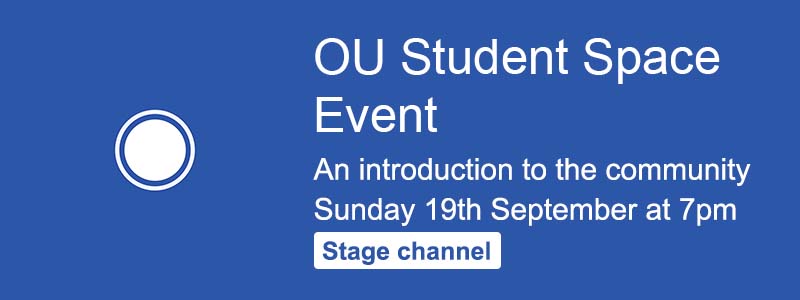 OU Student Space
Event
An introduction to the community
Sunday 19th September at 7pm
Stage channel